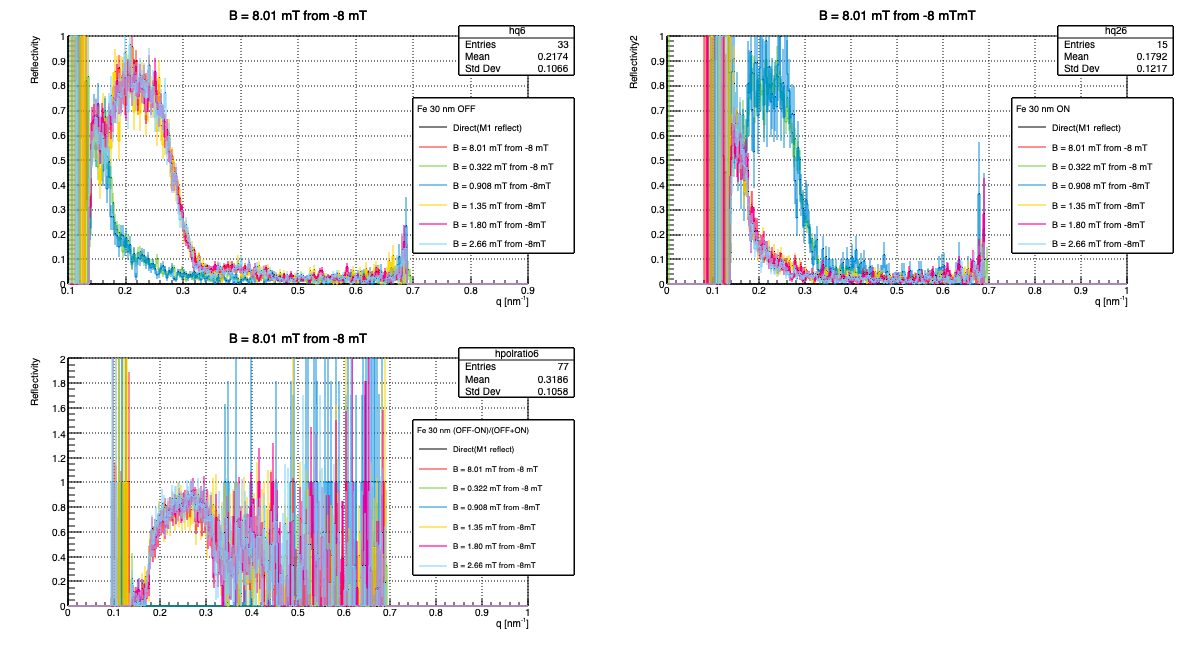 B = 8.01 mT from -8 mT
Reflectivity
1
0.9
0.8
0.7
0.6
0.5
0.4
0.3
0.2
0.1
0
0.1
0.2
0.3
0.4
0.5
0.6
0.7
0.8
0.9
q [nm⁻¹]
hq6
Entries 33
Mean 0.2174
Std Dev 0.1066
Fe 30 nm OFF
Direct(M1 reflect)
B = 8.01 mT from -8 mT
B = 0.322 mT from -8 mT
B = 0.908 mT from -8mT
B = 1.35 mT from -8mT
B = 1.80 mT from -8mT
B = 2.66 mT from -8mT
B = 8.01 mT from -8 mTmT
Reflectivity2
1
0.9
0.8
0.7
0.6
0.5
0.4
0.3
0.2
0.1
0
0
0.1
0.2
0.3
0.4
0.5
0.6
0.7
0.8
0.9
1
q [nm⁻¹]
hq26
Entries 15
Mean 0.1792
Std Dev 0.1217
Fe 30 nm ON
Direct(M1 reflect)
B = 8.01 mT from -8 mT
B = 0.322 mT from -8 mT
B = 0.908 mT from -8mT
B = 1.35 mT from -8mT
B = 1.80 mT from -8mT
B = 2.66 mT from -8mT
B = 8.01 mT from -8 mT
Reflectivity
2
1.8
1.6
1.4
1.2
1
0.8
0.6
0.4
0.2
0
0
0.1
0.2
0.3
0.4
0.5
0.6
0.7
0.8
0.9
1
q [nm⁻¹]
hpolratio6
Entries 77
Mean 0.3186
Std Dev 0.1058
Fe 30 nm (OFF-ON)/(OFF+ON)
Direct(M1 reflect)
B = 8.01 mT from -8 mT
B = 0.322 mT from -8 mT
B = 0.908 mT from -8mT
B = 1.35 mT from -8mT
B = 1.80 mT from -8mT
B = 2.66 mT from -8mT